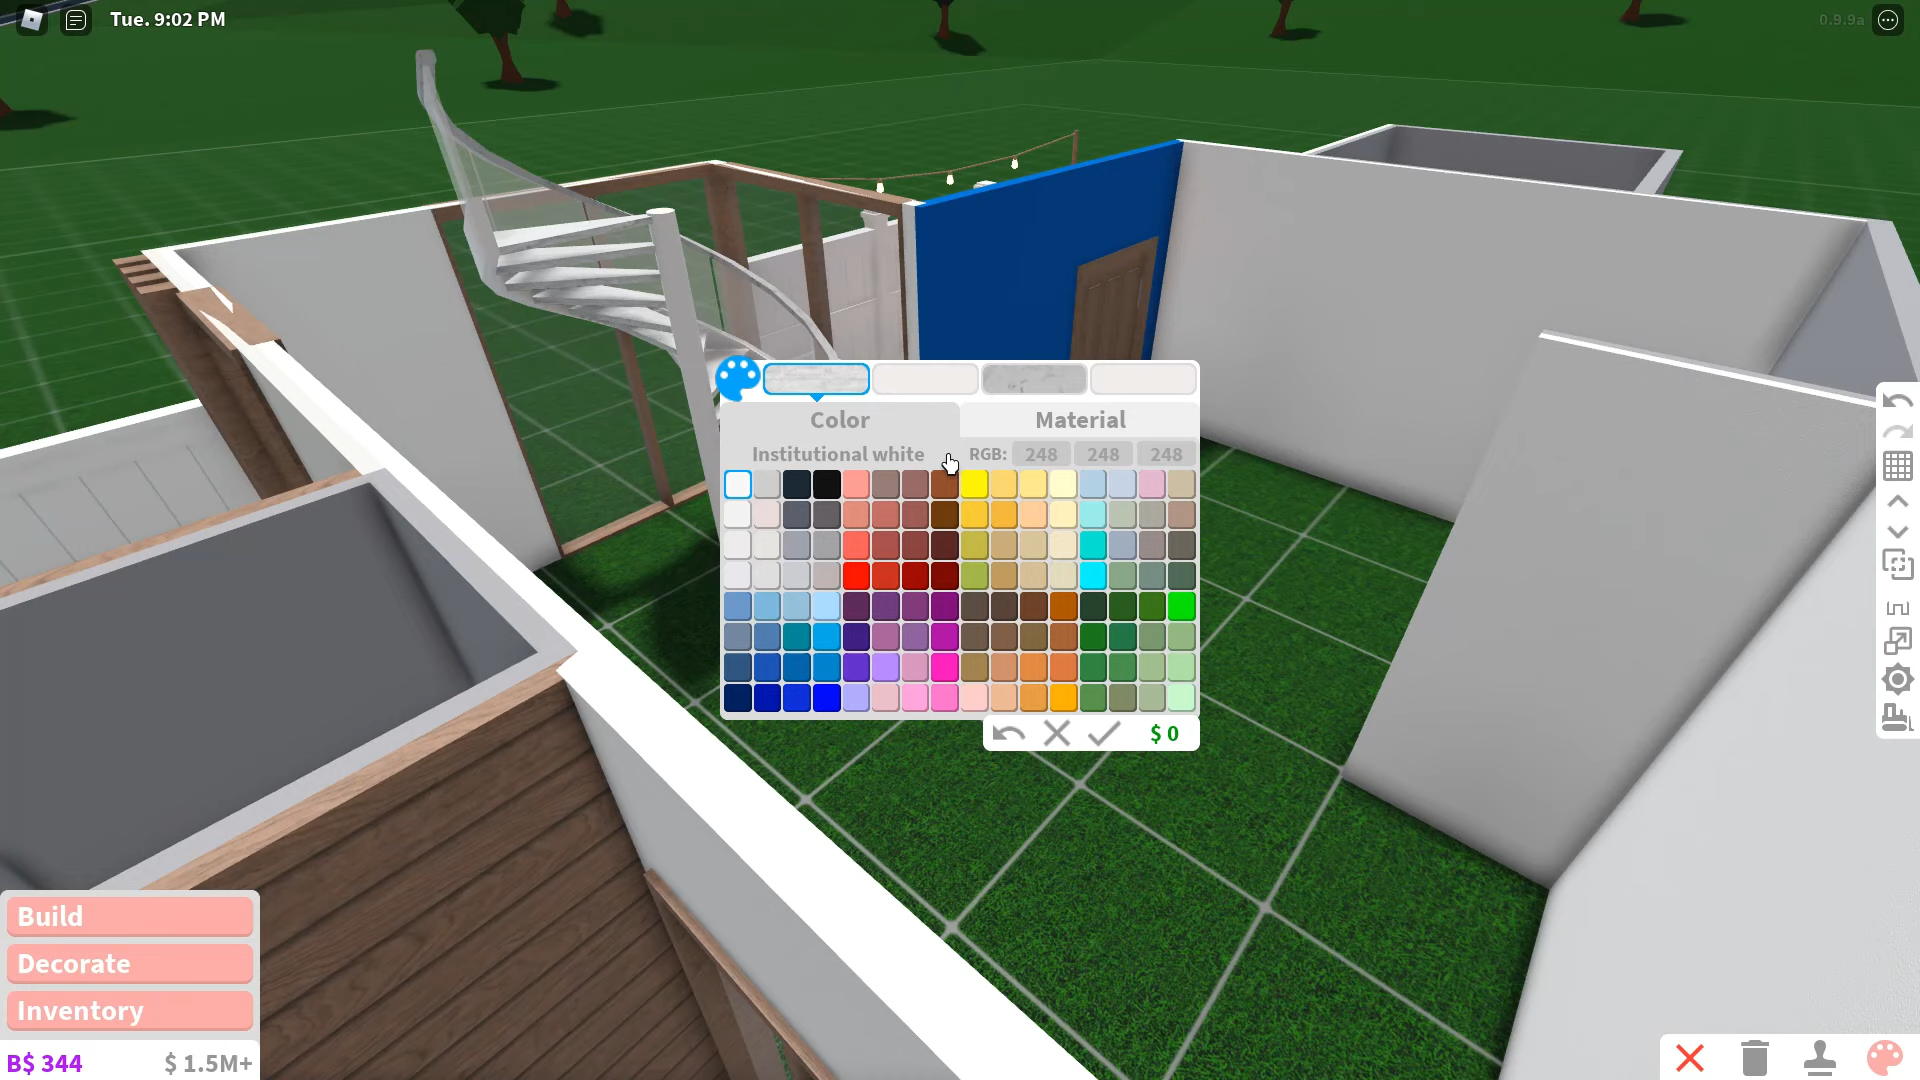 Tue. 9:02 PM
0.9.9a
Color
Material
Institutional white
RGB: 248 248 248
$ 0
Build
Decorate
Inventory
B$ 344
$ 1.5M+